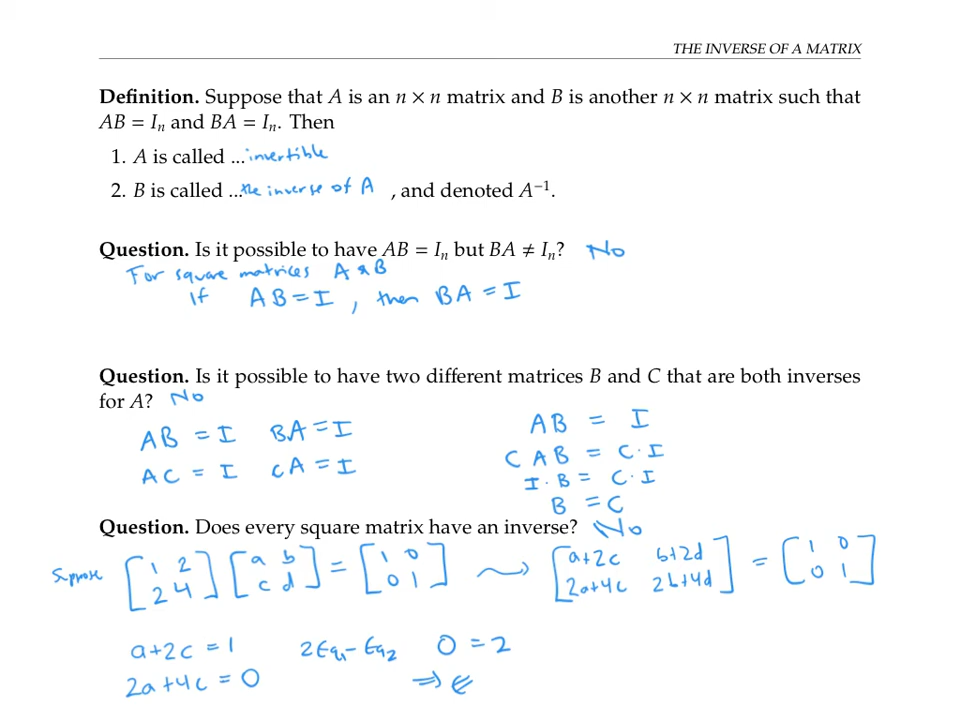 THE INVERSE OF A MATRIX
Definition. Suppose that A is an n × n matrix and B is another n × n matrix such that
AB = Iₙ and BA = Iₙ. Then
1. A is called ... invertible
2. B is called ... the inverse of A , and denoted A⁻¹.
Question. Is it possible to have AB = Iₙ but BA ≠ Iₙ? No
For square matrices A & B
If AB = I, then BA = I
Question. Is it possible to have two different matrices B and C that are both inverses
for A? No
AB = I BA = I
AC = I CA = I
AB = I
CAB = C·I
I·B = C·I
B = C
Question. Does every square matrix have an inverse? No
Suppose [1 2; 2 4] [a b; c d] = [1 0; 0 1] ⇝ [a+2c b+2d; 2a+4c 2b+4d] = [1 0; 0 1]
a+2c = 1 2Eq₁ - Eq₂ 0 = 2
2a+4c = 0 ⇒⇐